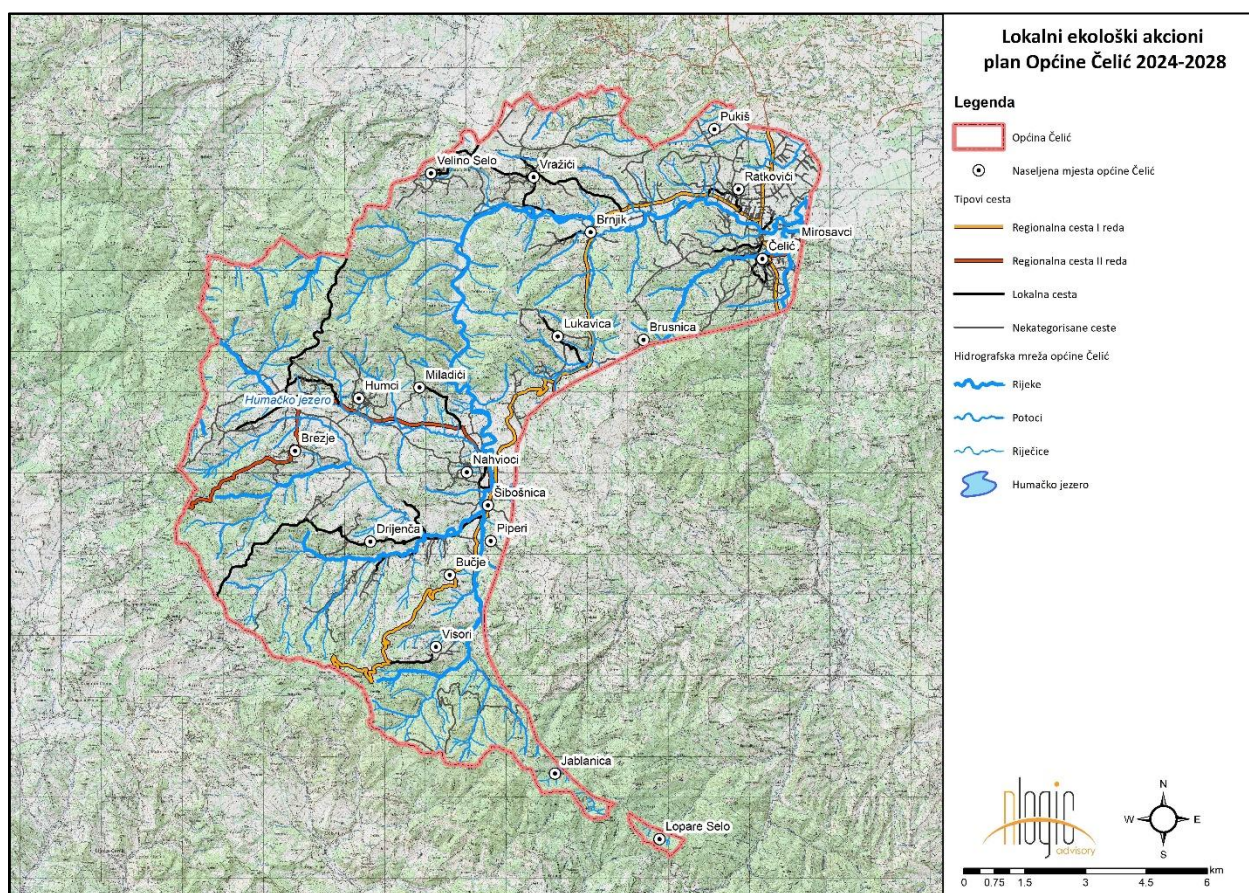 Lokalni ekološki akcioni
plan Općine Čelić 2024-2028
Legenda
Općina Čelić
Naseljena mjesta općine Čelić
Tipovi cesta
Regionalna cesta I reda
Regionalna cesta II reda
Lokalna cesta
Nekategorisane ceste
Hidrografska mreža općine Čelić
Rijeke
Potoci
Riječice
Humačko jezero
Pukiš
Velino Selo
Vražići
Ratkovići
Brnjik
Mirosavci
Čelić
Lukavica
Brusnica
Miladići
Humci
Humačko jezero
Brezje
Nahvioci
Šibošnica
Drijenča
Piperi
Bučje
Visori
Jablanica
Lopare Selo
nlogic
advisory
N
W E
S
0 0.75 1.5 3 4.5 6
km